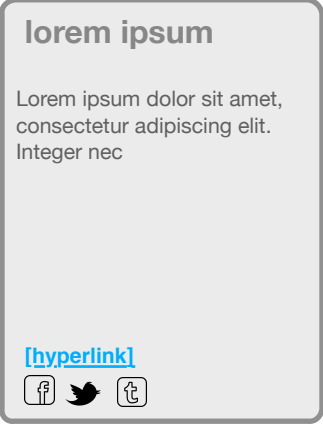 lorem ipsum
Lorem ipsum dolor sit amet,
consectetur adipiscing elit.
Integer nec
[hyperlink]
f t